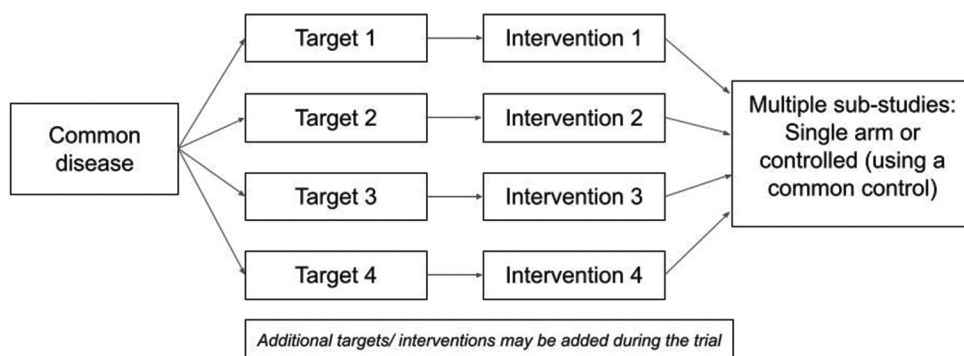 Common
disease
Target 1
Intervention 1
Target 2
Intervention 2
Target 3
Intervention 3
Target 4
Intervention 4
Multiple sub-studies:
Single arm or
controlled (using a
common control)
Additional targets/ interventions may be added during the trial